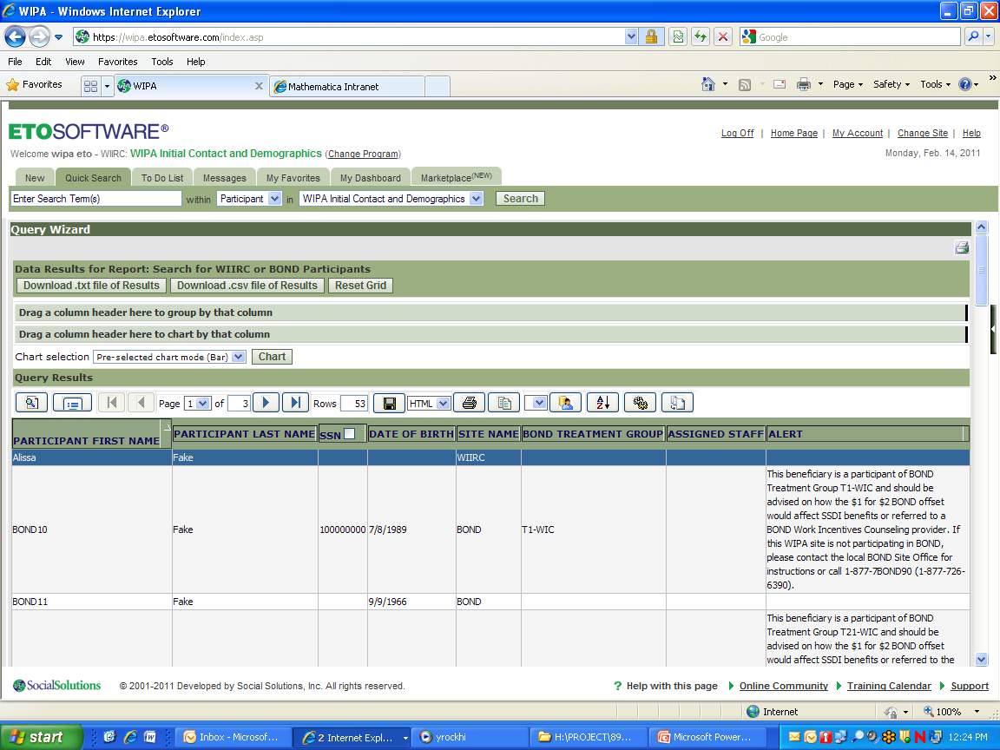 WIPA - Windows Internet Explorer
https://wipa.etosoftware.com/index.asp
Google
File Edit View Favorites Tools Help
Favorites WIPA Mathematica Intranet Page Safety Tools
ETOSOFTWARE®
Log Off | Home Page | My Account | Change Site | Help
Welcome wipa eto - WIIRC: WIPA Initial Contact and Demographics (Change Program)
Monday, Feb. 14, 2011
New Quick Search To Do List Messages My Favorites My Dashboard Marketplace(NEW)
Enter Search Term(s) within Participant in WIPA Initial Contact and Demographics Search
Query Wizard
Data Results for Report: Search for WIIRC or BOND Participants
Download .txt file of Results Download .csv file of Results Reset Grid
Drag a column header here to group by that column
Drag a column header here to chart by that column
Chart selection Pre-selected chart mode (Bar) Chart
Query Results
Page 1 of 3 Rows 53 HTML
PARTICIPANT FIRST NAME PARTICIPANT LAST NAME SSN DATE OF BIRTH SITE NAME BOND TREATMENT GROUP ASSIGNED STAFF ALERT
Alissa Fake WIIRC
BOND10 Fake 100000000 7/8/1989 BOND T1-WIC
This beneficiary is a participant of BOND
Treatment Group T1-WIC and should be
advised on how the $1 for $2 BOND offset
would affect SSDI benefits or referred to a
BOND Work Incentives Counseling provider. If
this WIPA site is not participating in BOND,
please contact the local BOND Site Office for
instructions or call 1-877-7BOND90 (1-877-726-
6390).
BOND11 Fake 9/9/1966 BOND
This beneficiary is a participant of BOND
Treatment Group T21-WIC and should be
advised on how the $1 for $2 BOND offset
would affect SSDI benefits or referred to the
SocialSolutions © 2001-2011 Developed by Social Solutions, Inc. All rights reserved.
? Help with this page Online Community Training Calendar Support
Internet 100%
start Inbox - Microsof... 2 Internet Expl... yrockhi H:\PROJECT\89... Microsoft Power... 12:24 PM